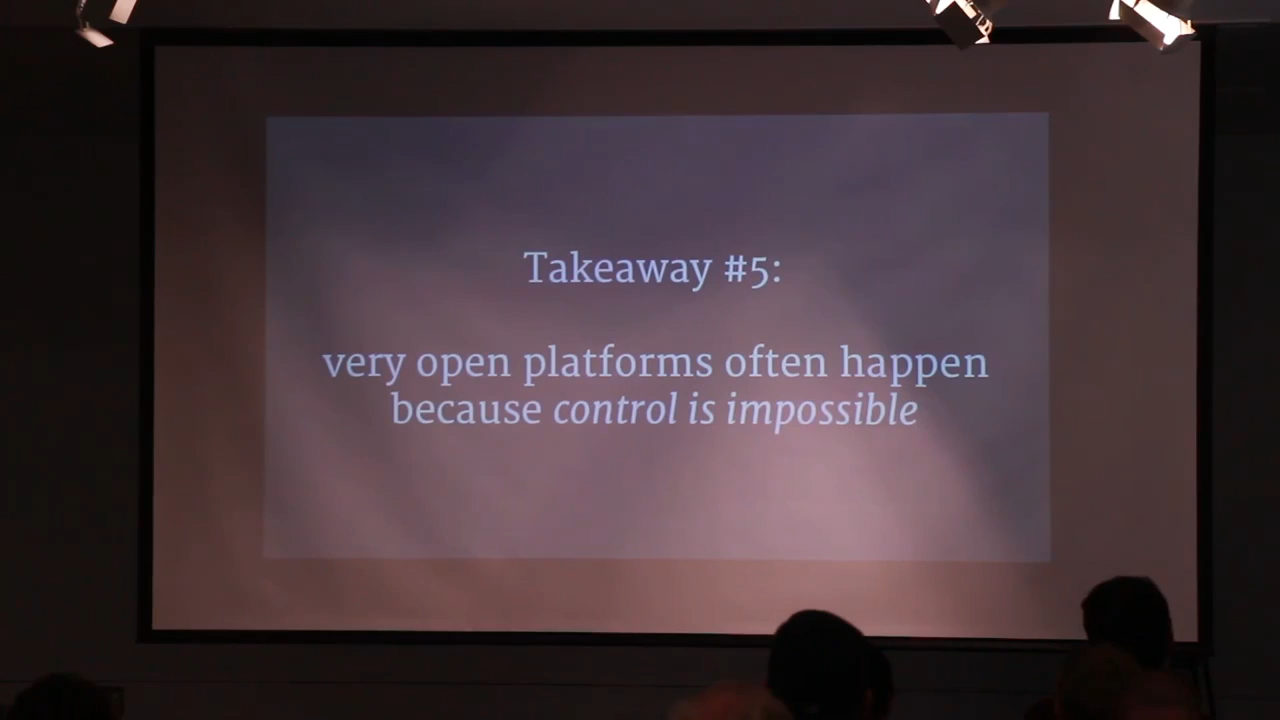 Takeaway #5:
very open platforms often happen
because control is impossible